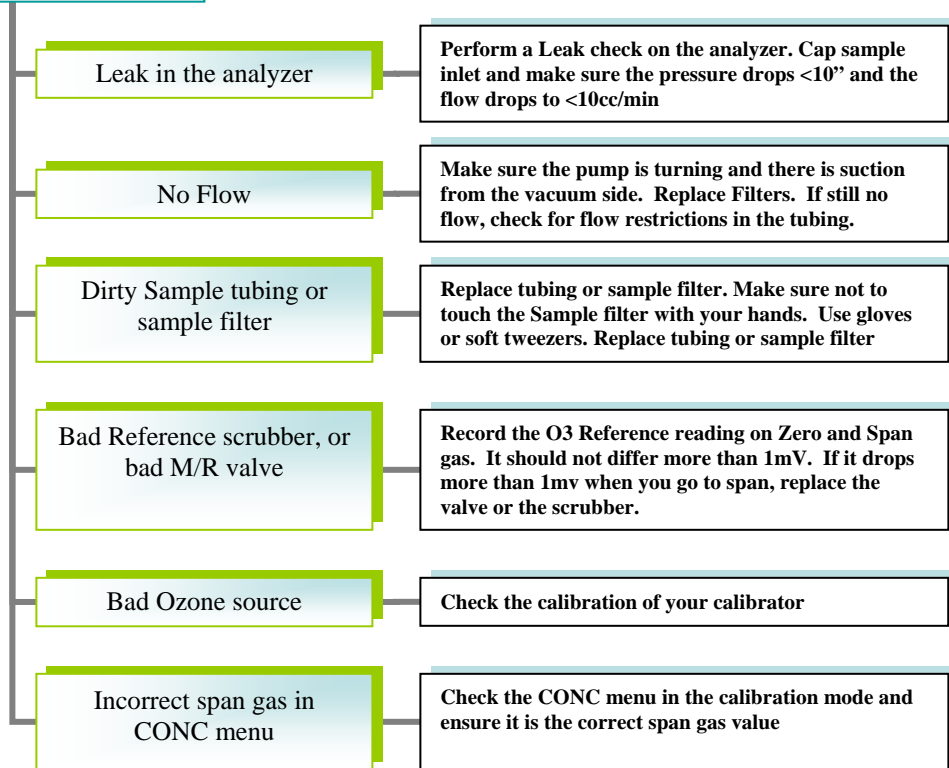 Leak in the analyzer
Perform a Leak check on the analyzer. Cap sample
inlet and make sure the pressure drops <10” and the
flow drops to <10cc/min
No Flow
Make sure the pump is turning and there is suction
from the vacuum side.  Replace Filters.  If still no
flow, check for flow restrictions in the tubing.
Dirty Sample tubing or
sample filter
Replace tubing or sample filter. Make sure not to
touch the Sample filter with your hands.  Use gloves
or soft tweezers. Replace tubing or sample filter
Bad Reference scrubber, or
bad M/R valve
Record the O3 Reference reading on Zero and Span
gas.  It should not differ more than 1mV.  If it drops
more than 1mv when you go to span, replace the
valve or the scrubber.
Bad Ozone source
Check the calibration of your calibrator
Incorrect span gas in
CONC menu
Check the CONC menu in the calibration mode and
ensure it is the correct span gas value